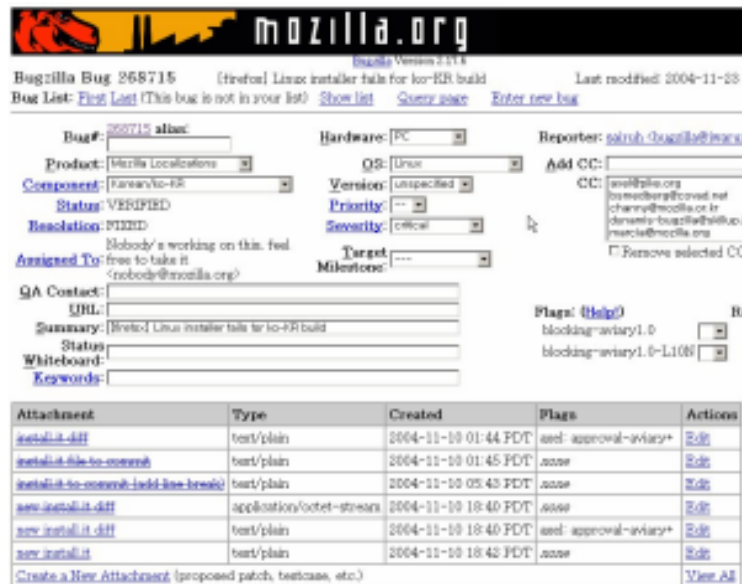 mozilla.org
Bugzilla Version 2.17.6
Bugzilla Bug 268715 [firefox] Linux installer fails for ko-KR build Last modified: 2004-11-23
Bug List: First Last (This bug is not in your list) Show list Query page Enter new bug
Bug#: 268715 alias: Hardware: PC Reporter:
Product: Mozilla Localizations OS: Linux Add CC:
Component: Korean/ko-KR Version: unspecified CC:
Status: VERIFIED Priority: --
Resolution: FIXED Severity: critical
Assigned To: Nobody's working on this, feel free to take it <nobody@mozilla.org> Target Milestone: ---- Remove selected CC
QA Contact:
URL: Flags: (Help!)
Summary: [firefox] Linux installer fails for ko-KR build blocking-aviary1.0
Status Whiteboard: blocking-aviary1.0-L10N
Keywords:
Attachment Type Created Flags Actions
install.it diff text/plain 2004-11-10 01:44 PDT axel: approval-aviary+ Edit
install.it file to commit text/plain 2004-11-10 01:45 PDT none Edit
install.it to commit (add line break) text/plain 2004-11-10 05:43 PDT none Edit
new install.it diff application/octet-stream 2004-11-10 18:40 PDT none Edit
new install.it diff text/plain 2004-11-10 18:40 PDT axel: approval-aviary+ Edit
new install.it text/plain 2004-11-10 18:42 PDT none Edit
Create a New Attachment (proposed patch, testcase, etc.) View All